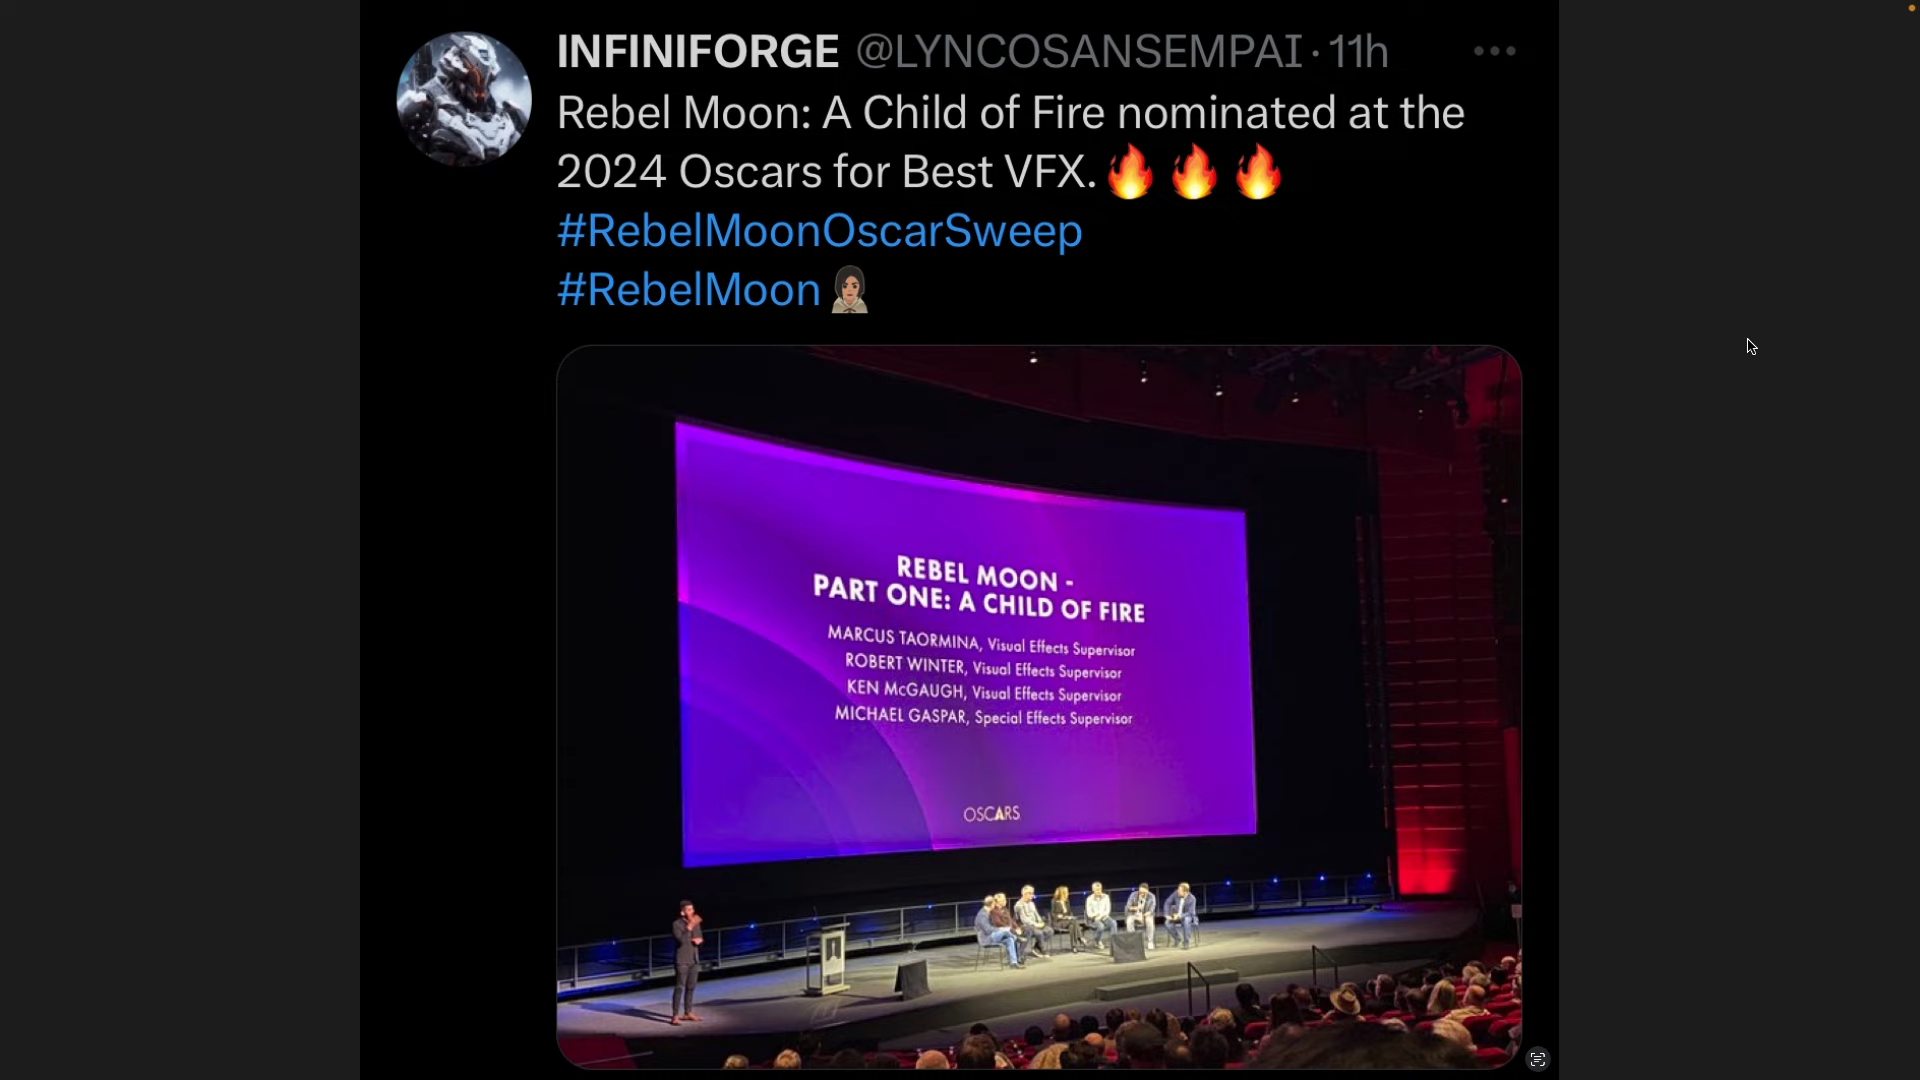 INFINIFORGE @LYNCOSANSEMPAI · 11h
Rebel Moon: A Child of Fire nominated at the
2024 Oscars for Best VFX.🔥🔥🔥
#RebelMoonOscarSweep
#RebelMoon
REBEL MOON -
PART ONE: A CHILD OF FIRE
MARCUS TAORMINA, Visual Effects Supervisor
ROBERT WINTER, Visual Effects Supervisor
KEN McGAUGH, Visual Effects Supervisor
MICHAEL GASPAR, Special Effects Supervisor
OSCARS